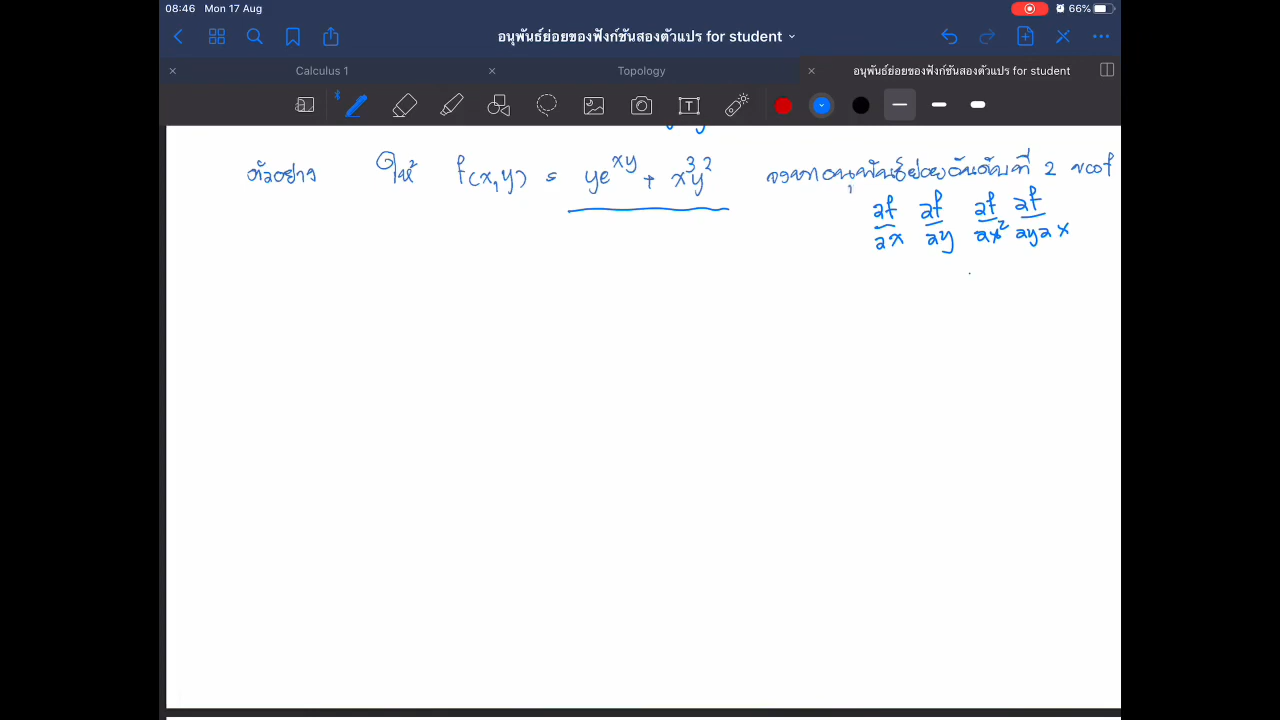 08:46 Mon 17 Aug 66%
อนุพันธ์ย่อยของฟังก์ชันสองตัวแปร for student
Calculus 1 Topology อนุพันธ์ย่อยของฟังก์ชันสองตัวแปร for student
ตัวอย่าง ให้ f(x,y) = ye^{xy} + x^3y^2 จงหาอนุพันธ์ย่อยอันดับที่ 2 ของ f
∂f/∂x ∂f/∂y ∂f/∂x^2 ∂f/∂y∂x